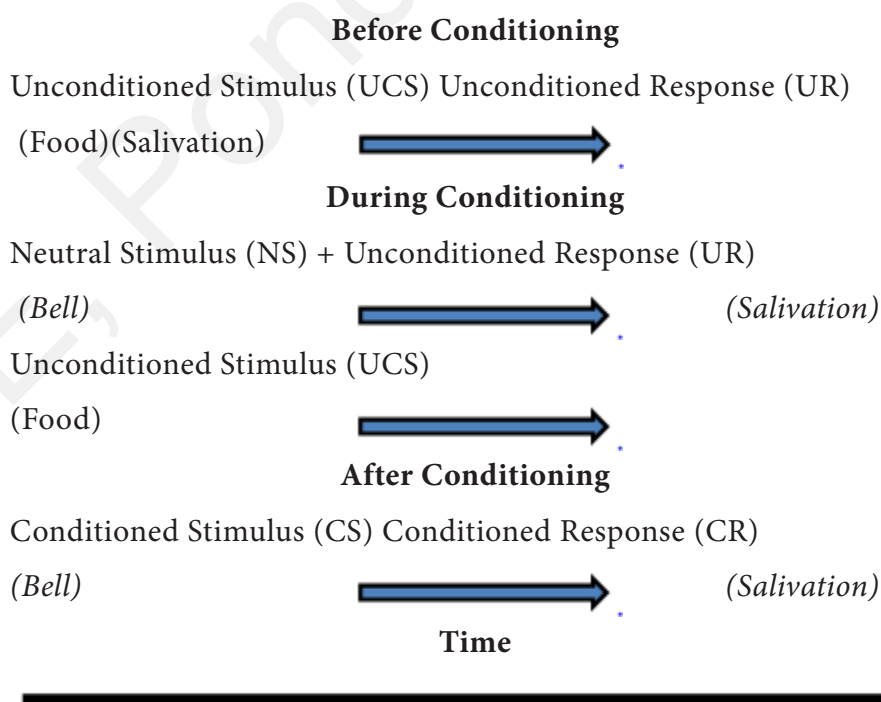 Before Conditioning
Unconditioned Stimulus (UCS) Unconditioned Response (UR)
(Food)(Salivation)
During Conditioning
Neutral Stimulus (NS) + Unconditioned Response (UR)
(Bell) (Salivation)
Unconditioned Stimulus (UCS)
(Food)
After Conditioning
Conditioned Stimulus (CS) Conditioned Response (CR)
(Bell) (Salivation)
Time